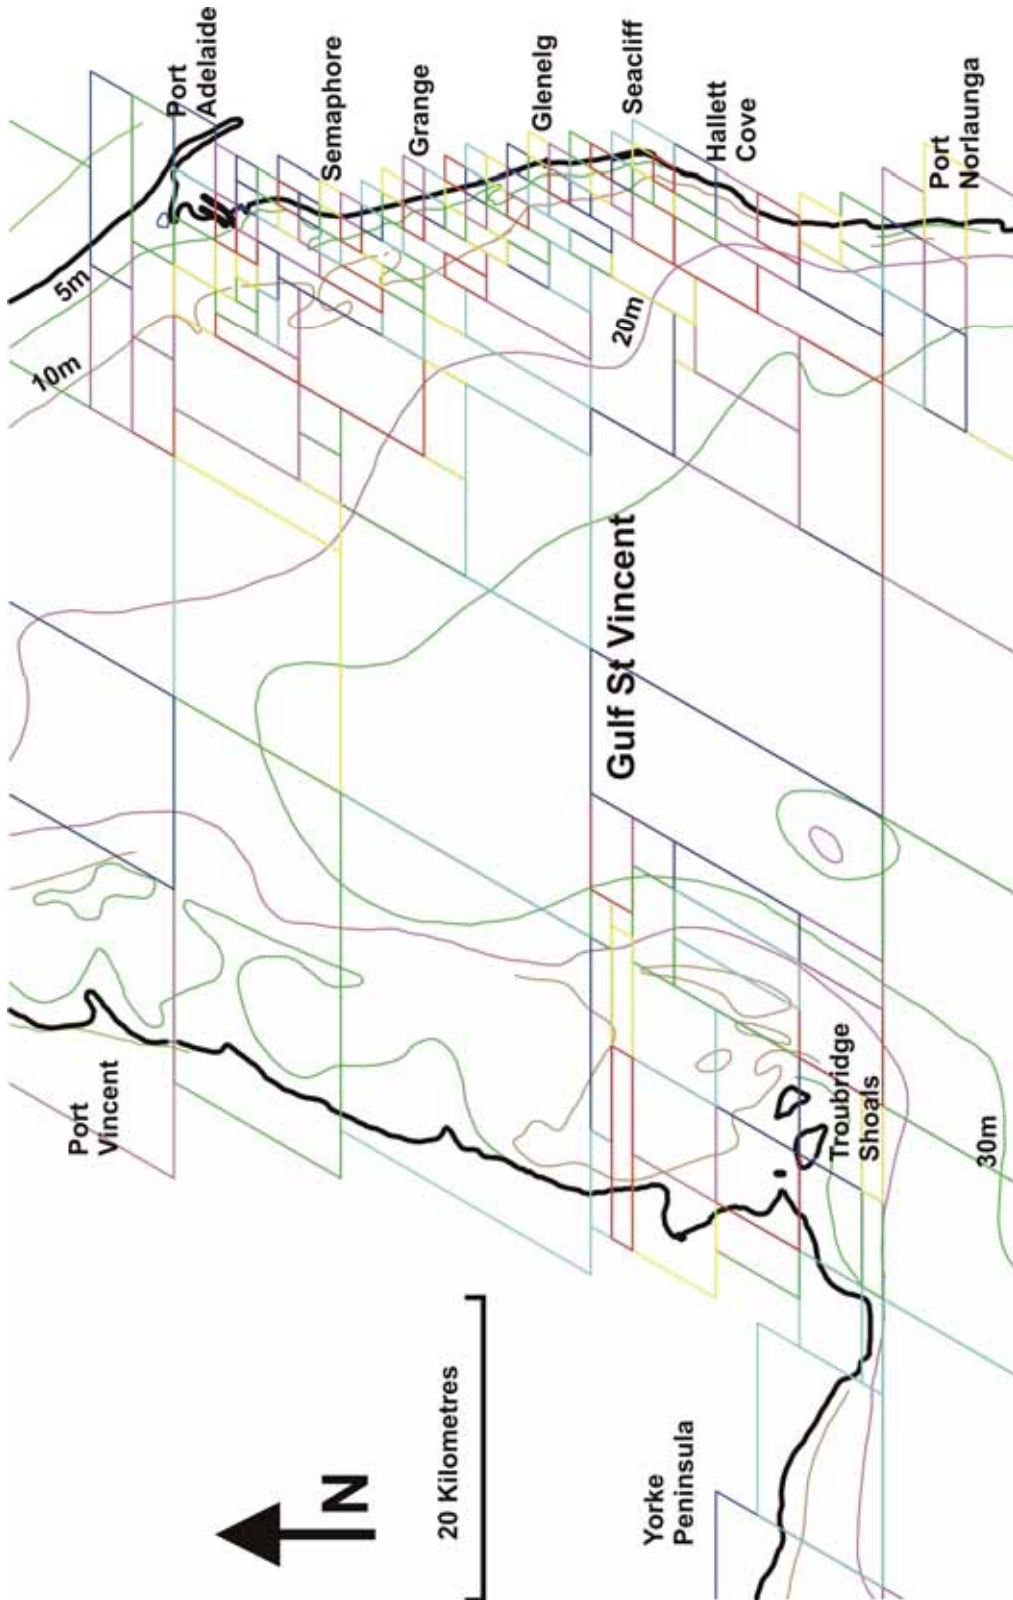 Port
Adelaide
Semaphore
Grange
Glenelg
Seacliff
Hallett
Cove
Port
Norlaunga
5m
10m
20m
Gulf St Vincent
Port
Vincent
Troubridge
Shoals
30m
20 Kilometres
N
Yorke
Peninsula